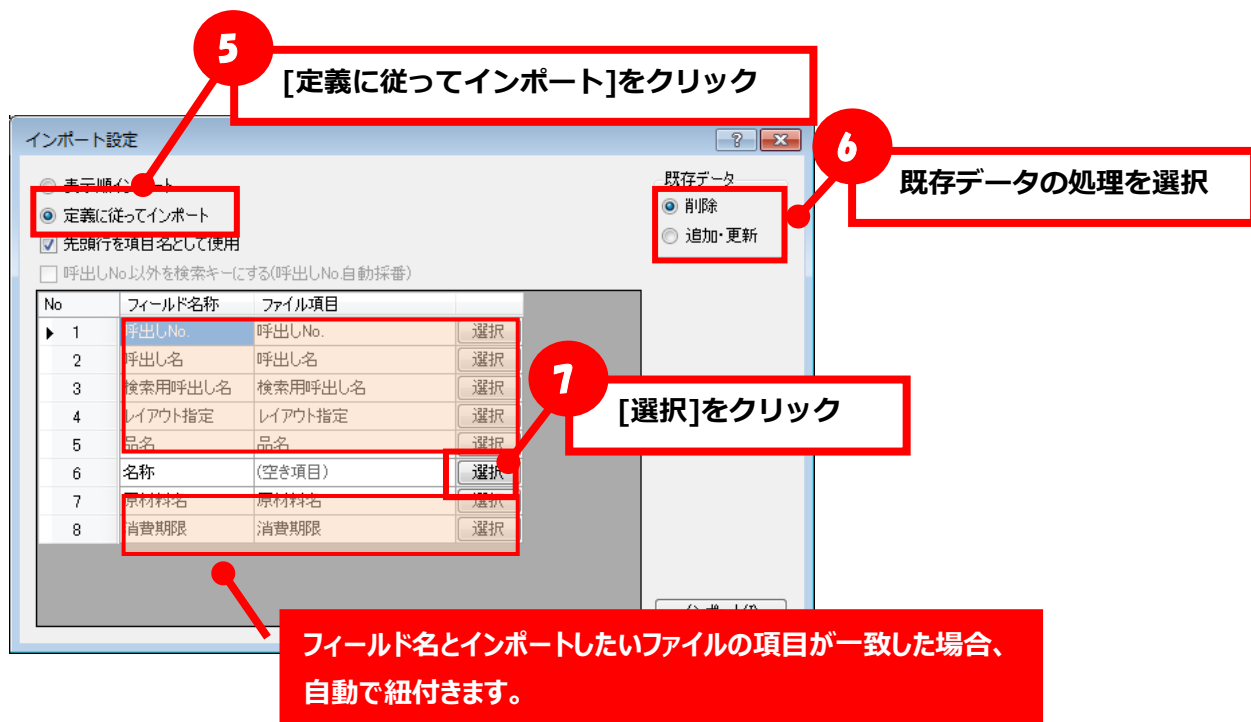 5
[定義に従ってインポート]をクリック
インポート設定
表示順インポート
定義に従ってインポート
先頭行を項目名として使用
呼出しNo.以外を検索キーにする(呼出しNo.自動採番)
既存データ
削除
追加・更新
6
既存データの処理を選択
No フィールド名称 ファイル項目
1 呼出しNo. 呼出しNo. 選択
2 呼出し名 呼出し名 選択
3 検索用呼出し名 検索用呼出し名 選択
4 レイアウト指定 レイアウト指定 選択
5 品名 品名 選択
6 名称 (空き項目) 選択
7 原材料名 原材料名 選択
8 消費期限 消費期限 選択
7
[選択]をクリック
フィールド名とインポートしたいファイルの項目が一致した場合、
自動で紐付きます。